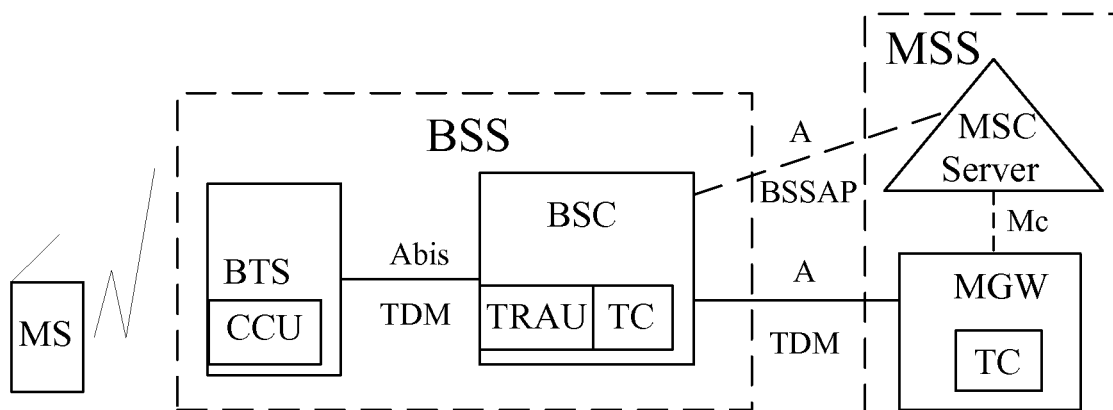 MSS
BSS
A
MSC
Server
BSSAP
BSC
Mc
BTS
Abis
A
MGW
CCU
TDM
TRAU
TC
MS
TDM
TC